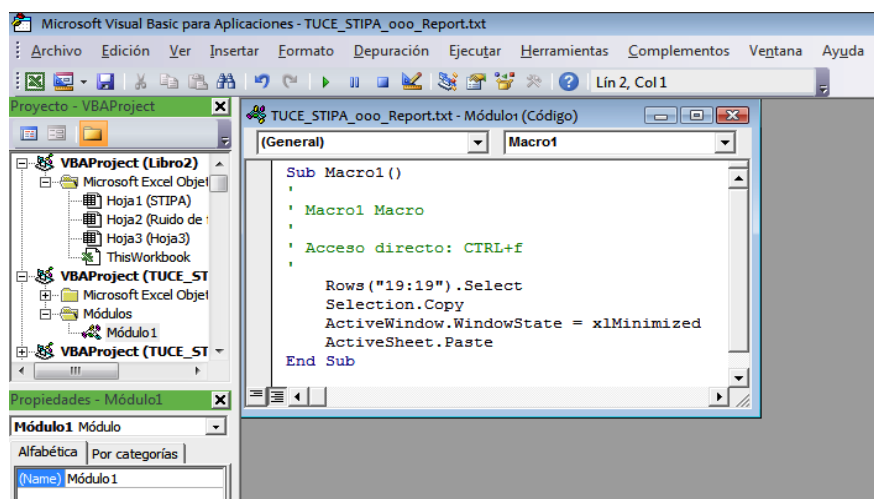 Microsoft Visual Basic para Aplicaciones - TUCE_STIPA_000_Report.txt
Archivo Edición Ver Insertar Formato Depuración Ejecutar Herramientas Complementos Ventana Ayuda
Lín 2, Col 1
Proyecto - VBAProject
VBAProject (Libro2)
Microsoft Excel Objet
Hoja1 (STIPA)
Hoja2 (Ruido de
Hoja3 (Hoja3)
ThisWorkbook
VBAProject (TUCE_ST
Microsoft Excel Objet
Módulos
Módulo1
VBAProject (TUCE_ST
Propiedades - Módulo1
Módulo1 Módulo
Alfabética Por categorías
(Name) Módulo1
TUCE_STIPA_000_Report.txt - Módulo1 (Código)
(General) Macro1
Sub Macro1()
'
' Macro1 Macro
'
' Acceso directo: CTRL+f
'
Rows("19:19").Select
Selection.Copy
ActiveWindow.WindowState = xlMinimized
ActiveSheet.Paste
End Sub